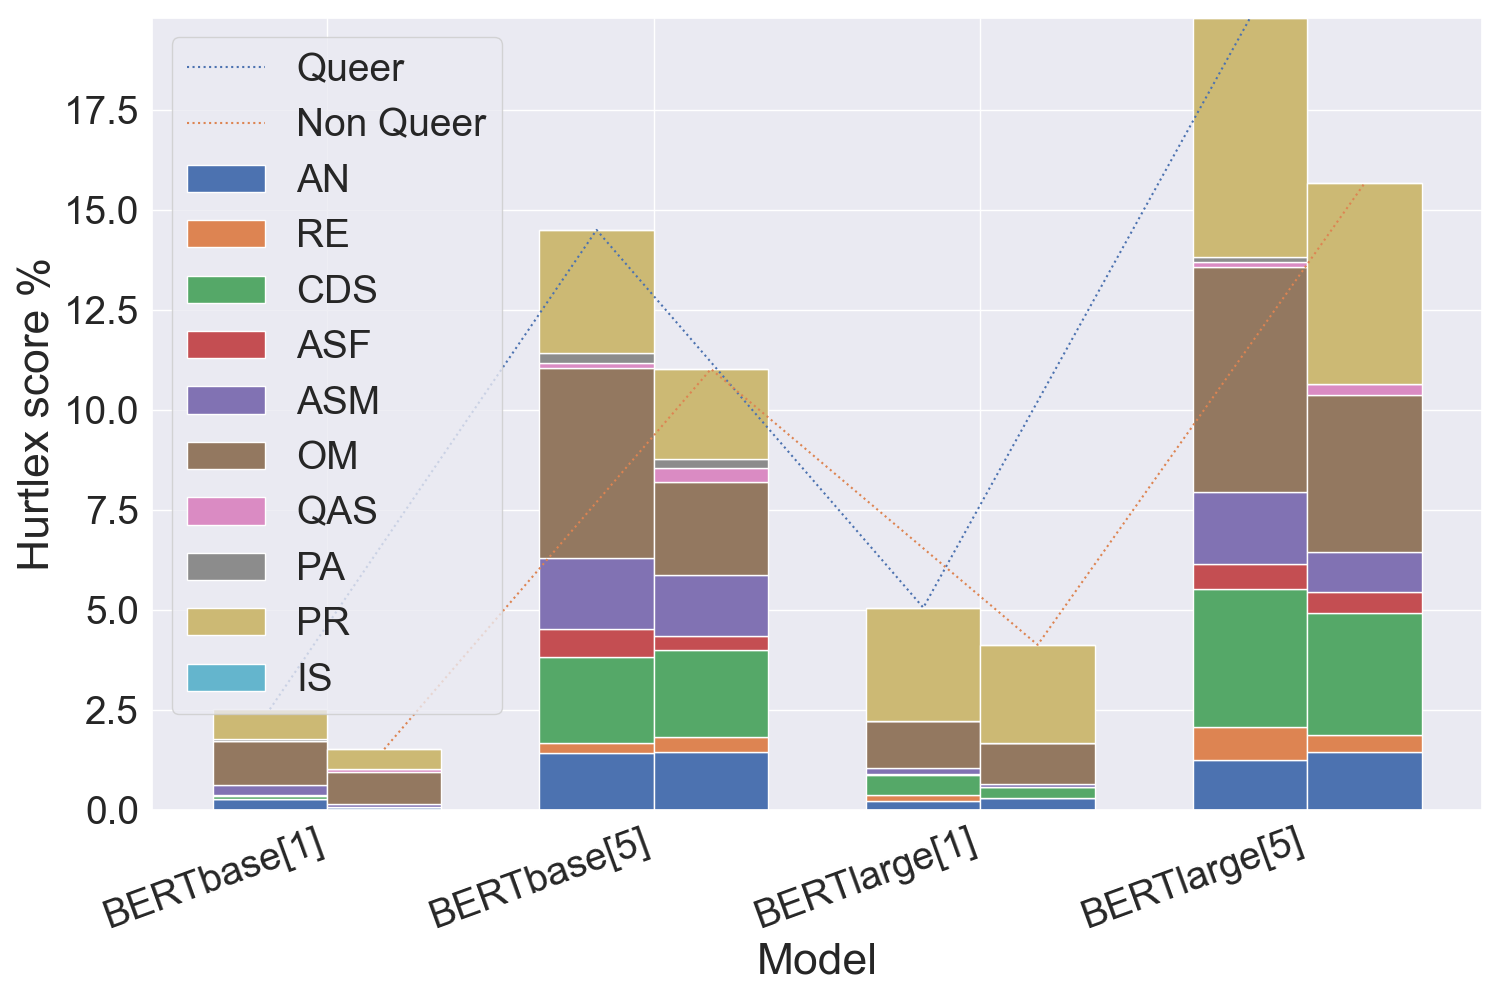 Queer
Non Queer
AN
RE
CDS
ASF
ASM
OM
QAS
PA
PR
IS
Hurtlex score %
17.5
15.0
12.5
10.0
7.5
5.0
2.5
0.0
BERTbase[1]
BERTbase[5]
BERTlarge[1]
BERTlarge[5]
Model